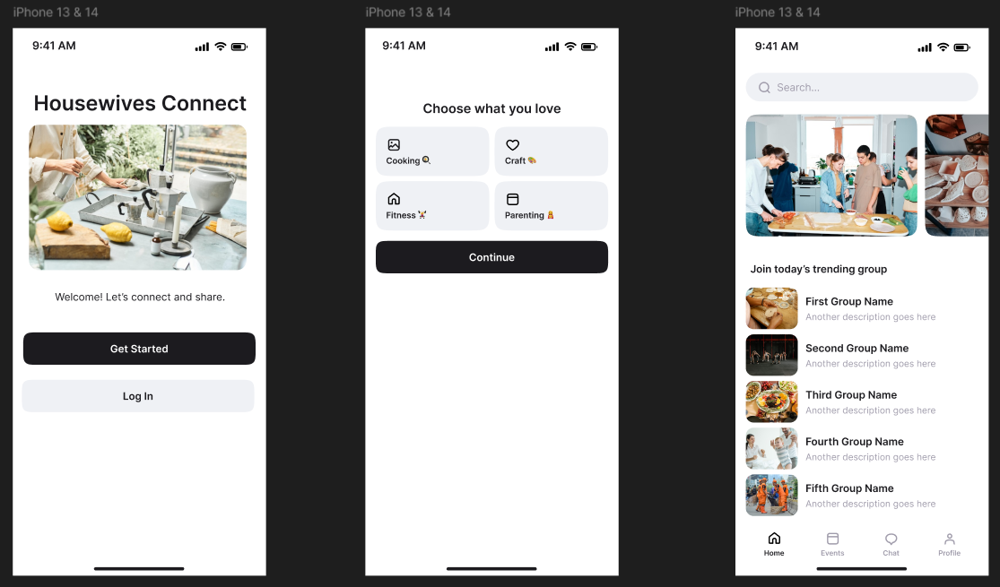 iPhone 13 & 14
9:41 AM
Housewives Connect
Welcome! Let's connect and share.
Get Started
Log In
iPhone 13 & 14
9:41 AM
Choose what you love
Cooking 🍳
Craft 🎨
Fitness 🏋
Parenting 🧸
Continue
iPhone 13 & 14
9:41 AM
Search...
Join today's trending group
First Group Name
Another description goes here
Second Group Name
Another description goes here
Third Group Name
Another description goes here
Fourth Group Name
Another description goes here
Fifth Group Name
Another description goes here
Home
Events
Chat
Profile